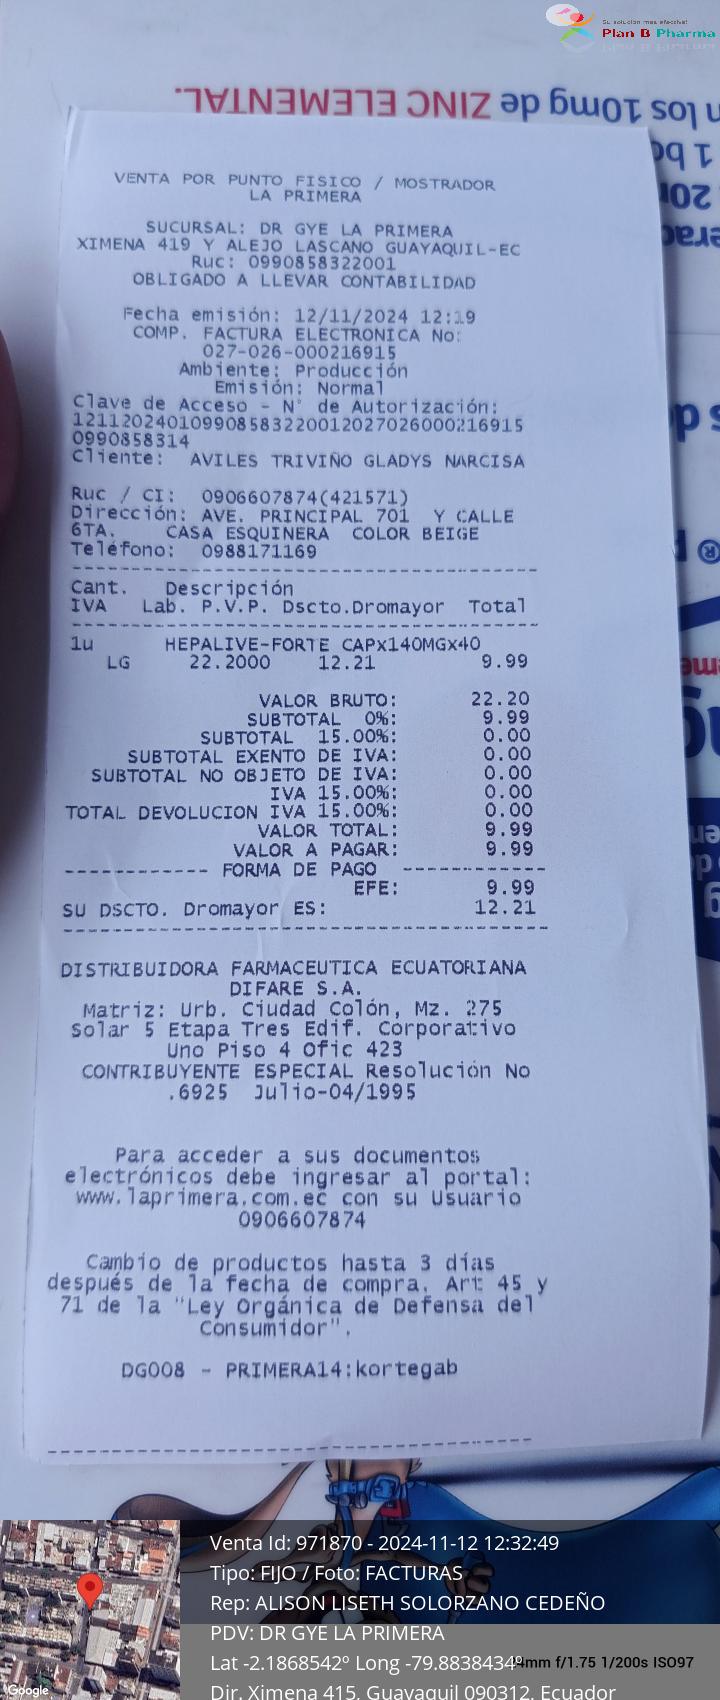 Su solución más efectiva!
Plan B Pharma
n los 10mg de ZINC ELEMENTAL.
VENTA POR PUNTO FISICO / MOSTRADOR
LA PRIMERA
SUCURSAL: DR GYE LA PRIMERA
XIMENA 419 Y ALEJO LASCANO GUAYAQUIL-EC
Ruc: 0990858322001
OBLIGADO A LLEVAR CONTABILIDAD
Fecha emisión: 12/11/2024 12:19
COMP. FACTURA ELECTRONICA No:
027-026-000216915
Ambiente: Producción
Emisión: Normal
Clave de Acceso - N° de Autorización:
121120240109908583220012027026000216915
0990858314
Cliente: AVILES TRIVIÑO GLADYS NARCISA
Ruc / CI: 0906607874(421571)
Dirección: AVE. PRINCIPAL 701 Y CALLE
6TA. CASA ESQUINERA COLOR BEIGE
Teléfono: 0988171169
Cant. Descripción
IVA Lab. P.V.P. Dscto.Dromayor Total
1u HEPALIVE-FORTE CAPx140MGx40
LG 22.2000 12.21 9.99
VALOR BRUTO: 22.20
SUBTOTAL 0%: 9.99
SUBTOTAL 15.00%: 0.00
SUBTOTAL EXENTO DE IVA: 0.00
SUBTOTAL NO OBJETO DE IVA: 0.00
IVA 15.00%: 0.00
TOTAL DEVOLUCION IVA 15.00%: 0.00
VALOR TOTAL: 9.99
VALOR A PAGAR: 9.99
------------ FORMA DE PAGO ------------
EFE: 9.99
SU DSCTO. Dromayor ES: 12.21
DISTRIBUIDORA FARMACEUTICA ECUATORIANA
DIFARE S.A.
Matriz: Urb. Ciudad Colón, Mz. 275
Solar 5 Etapa Tres Edif. Corporativo
Uno Piso 4 Ofic 423
CONTRIBUYENTE ESPECIAL Resolución No
.6925 Julio-04/1995
Para acceder a sus documentos
electrónicos debe ingresar al portal:
www.laprimera.com.ec con su Usuario
0906607874
Cambio de productos hasta 3 días
después de la fecha de compra. Art 45 y
71 de la "Ley Orgánica de Defensa del
Consumidor".
DG008 - PRIMERA14:kortegab
Venta Id: 971870 - 2024-11-12 12:32:49
Tipo: FIJO / Foto: FACTURAS
Rep: ALISON LISETH SOLORZANO CEDEÑO
PDV: DR GYE LA PRIMERA
Lat -2.1868542º Long -79.8838434º
4mm f/1.75 1/200s ISO97
Dir. Ximena 415, Guayaquil 090312, Ecuador
Google